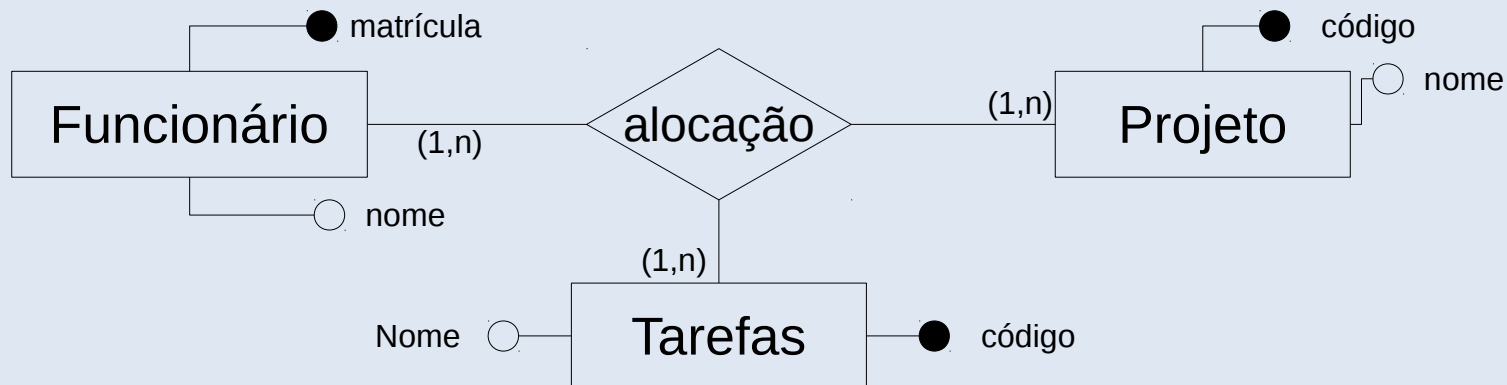 matrícula
código
nome
Funcionário
(1,n)
alocação
(1,n)
Projeto
nome
(1,n)
Nome
Tarefas
código